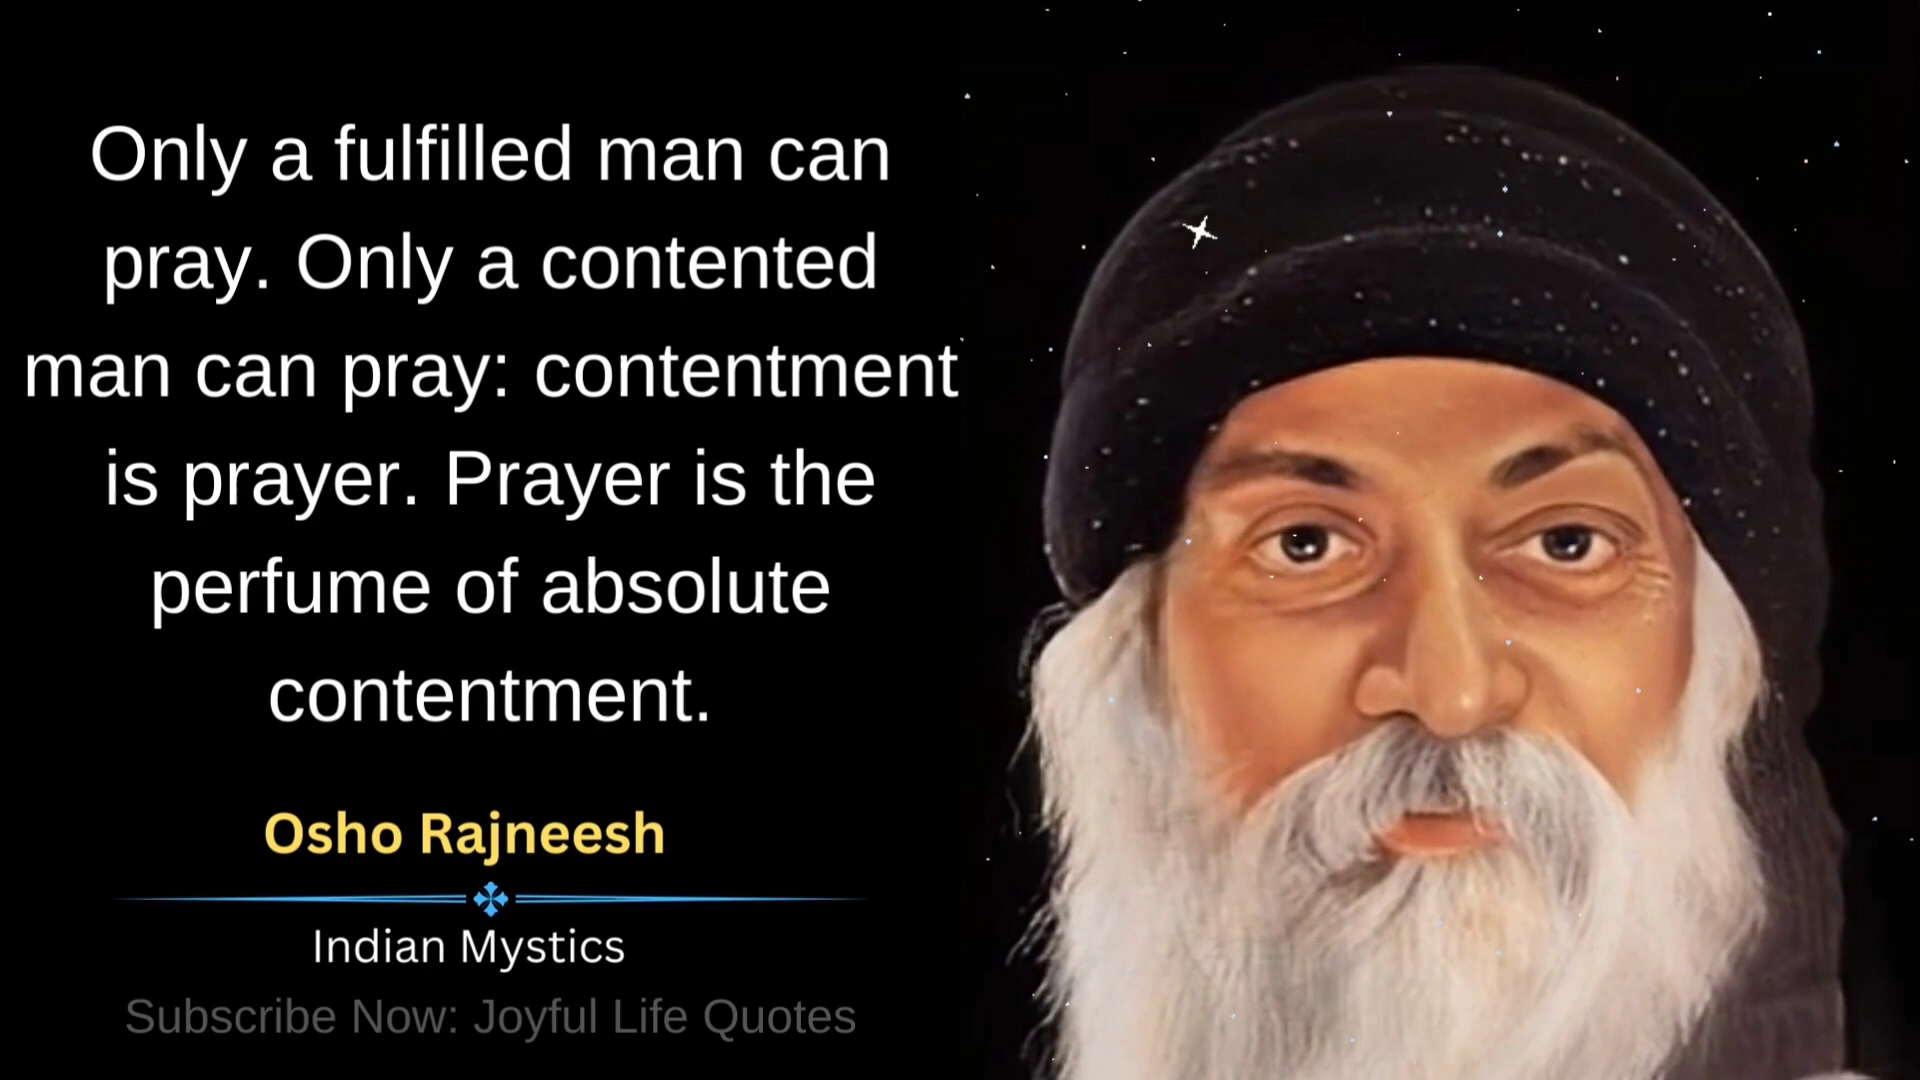 Only a fulfilled man can
pray. Only a contented
man can pray: contentment
is prayer. Prayer is the
perfume of absolute
contentment.
Osho Rajneesh
Indian Mystics
Subscribe Now: Joyful Life Quotes